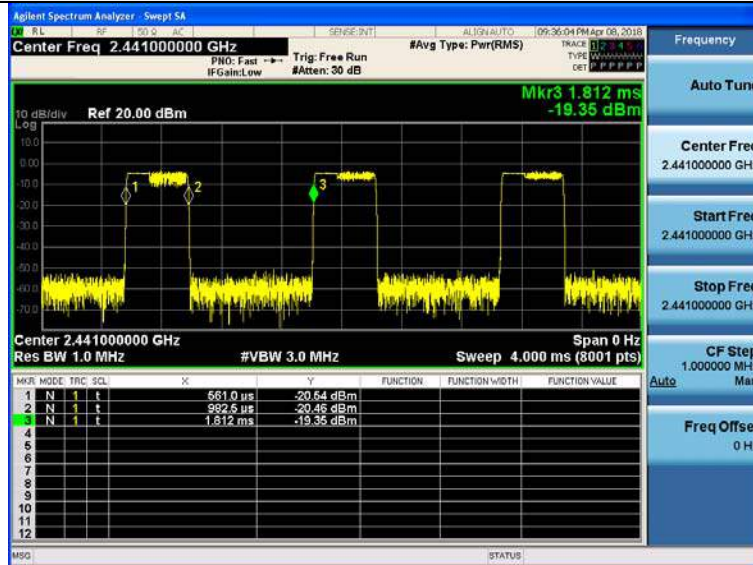 Agilent Spectrum Analyzer - Swept SA
RL RF 50 Ω AC SENSE:INT ALIGN AUTO 09:36:04 PM Apr 08, 2018
Center Freq 2.441000000 GHz #Avg Type: Pwr(RMS) TRACE 1 2 3 4 5 6
PNO: Fast Trig: Free Run TYPE
IFGain:Low #Atten: 30 dB DET P P P P P P
Mkr3 1.812 ms
-19.35 dBm
10 dB/div Ref 20.00 dBm
Log
10.0
0.00
-10.0
-20.0
-30.0
-40.0
-50.0
-60.0
-70.0
1
2
3
Center 2.441000000 GHz Span 0 Hz
Res BW 1.0 MHz #VBW 3.0 MHz Sweep 4.000 ms (8001 pts)
MKR MODE TRC SCL X Y FUNCTION FUNCTION WIDTH FUNCTION VALUE
1 N 1 t 561.0 us -20.54 dBm
2 N 1 t 982.5 us -20.46 dBm
3 N 1 t 1.812 ms -19.35 dBm
4
5
6
7
8
9
10
11
12
MSG STATUS
Frequency
Auto Tun
Center Fre
2.441000000 GH
Start Fre
2.441000000 GH
Stop Fre
2.441000000 GH
CF Step
1.000000 MH
Auto Ma
Freq Offse
0 H